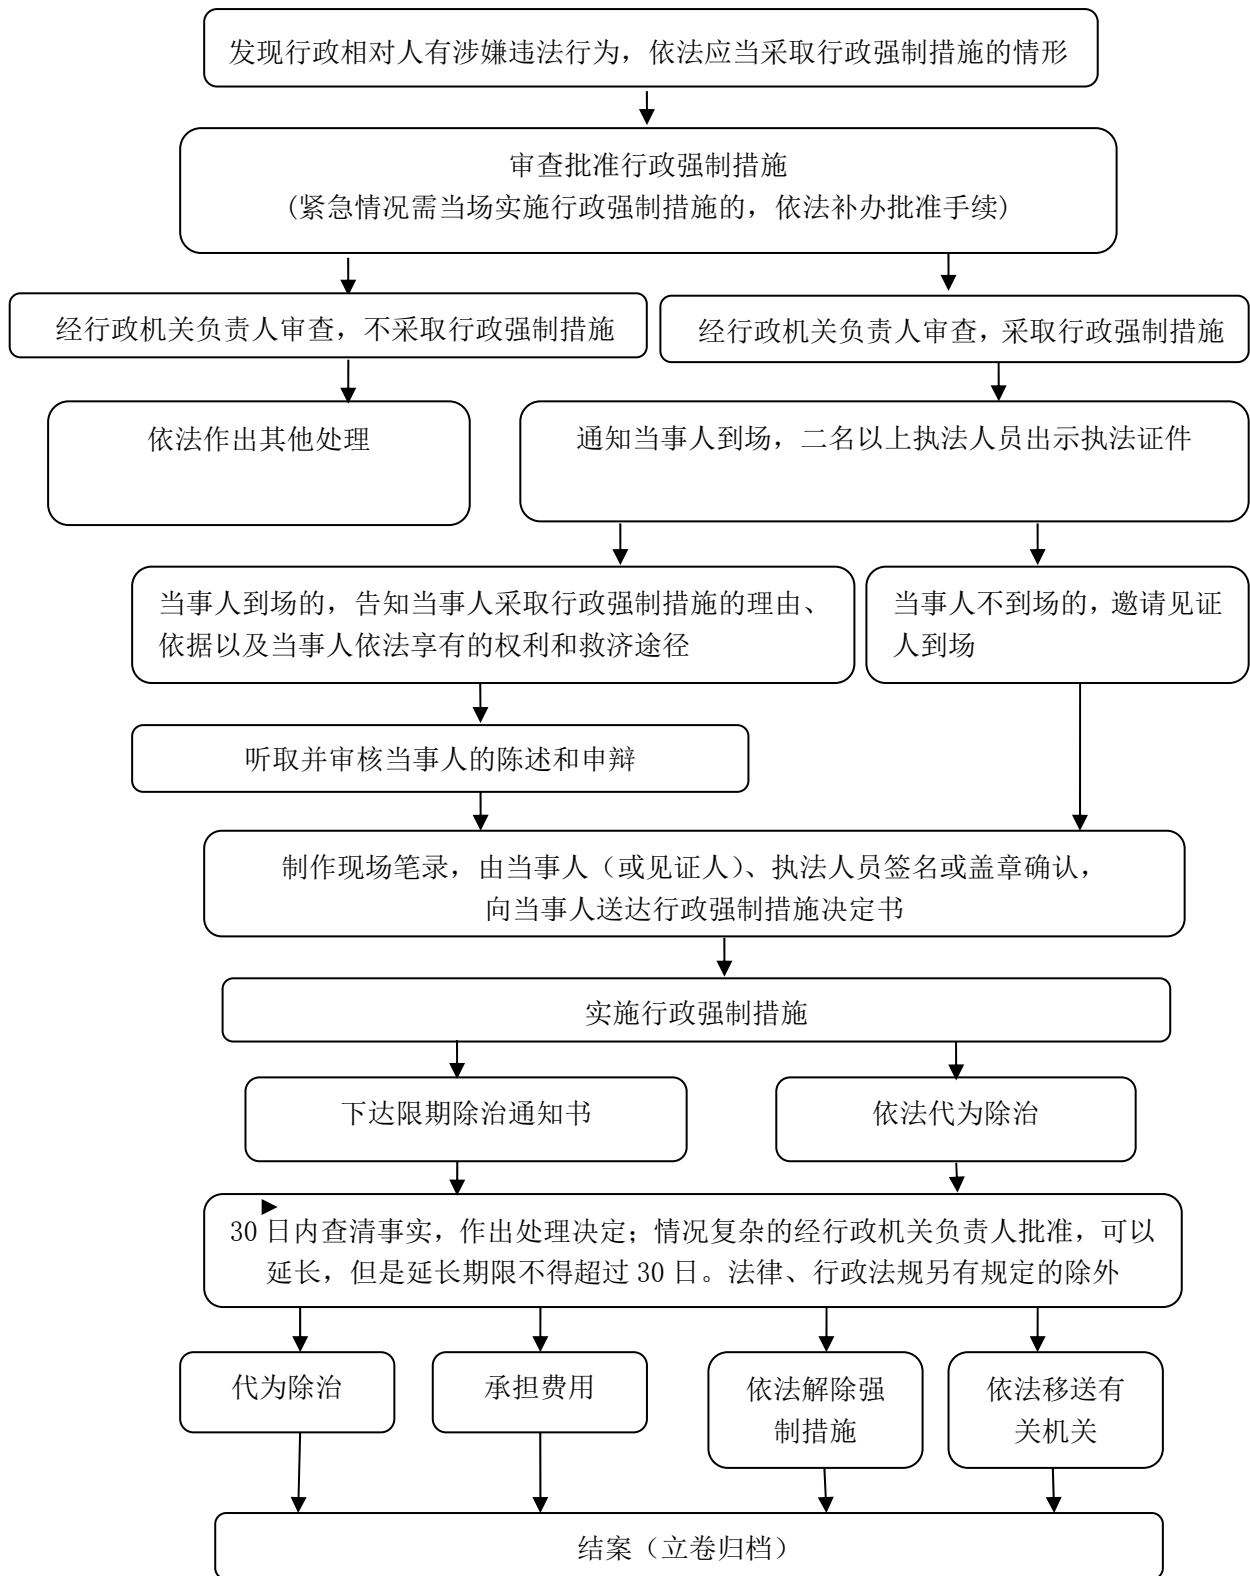 发现行政相对人有涉嫌违法行为，依法应当采取行政强制措施的情形
审查批准行政强制措施
(紧急情况需当场实施行政强制措施的，依法补办批准手续)
经行政机关负责人审查，不采取行政强制措施
经行政机关负责人审查，采取行政强制措施
依法作出其他处理
通知当事人到场，二名以上执法人员出示执法证件
当事人到场的，告知当事人采取行政强制措施的理由、
依据以及当事人依法享有的权利和救济途径
当事人不到场的，邀请见证
人到场
听取并审核当事人的陈述和申辩
制作现场笔录，由当事人（或见证人）、执法人员签名或盖章确认，
向当事人送达行政强制措施决定书
实施行政强制措施
下达限期除治通知书
依法代为除治
30 日内查清事实，作出处理决定；情况复杂的经行政机关负责人批准，可以
延长，但是延长期限不得超过 30 日。法律、行政法规另有规定的除外
代为除治
承担费用
依法解除强
制措施
依法移送有
关机关
结案（立卷归档）